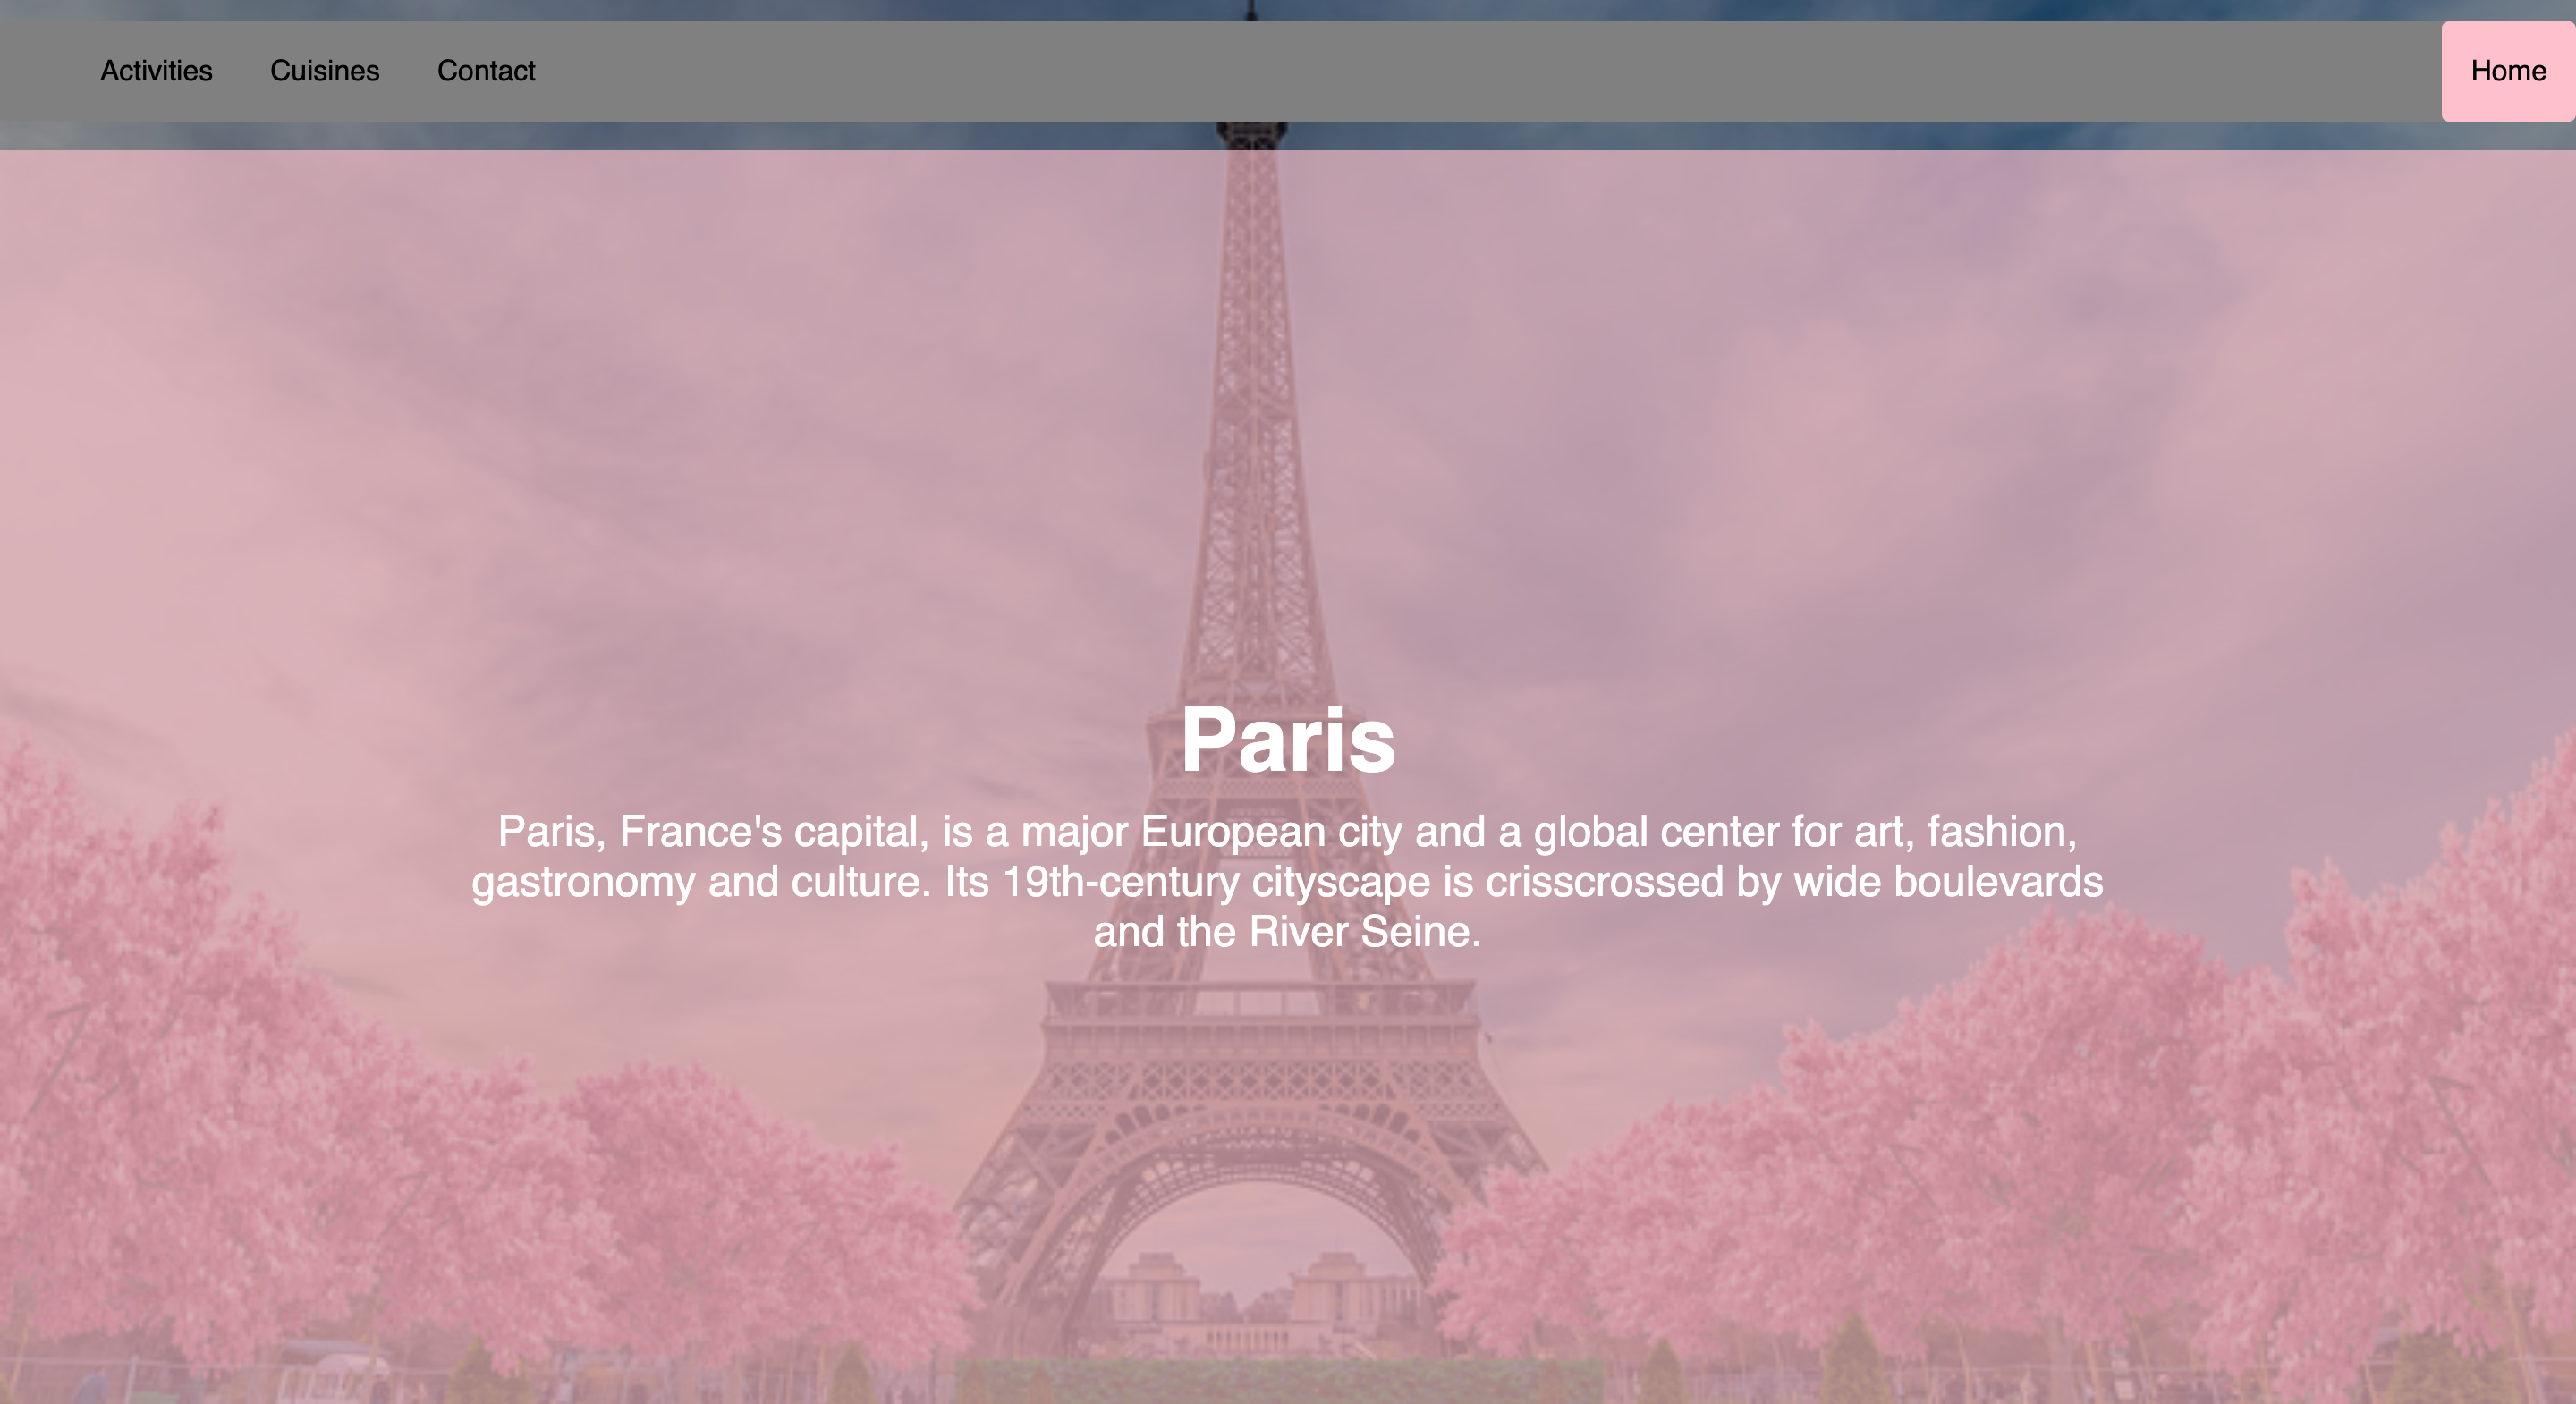 Activities Cuisines Contact Home
Paris
Paris, France's capital, is a major European city and a global center for art, fashion,
gastronomy and culture. Its 19th-century cityscape is crisscrossed by wide boulevards
and the River Seine.